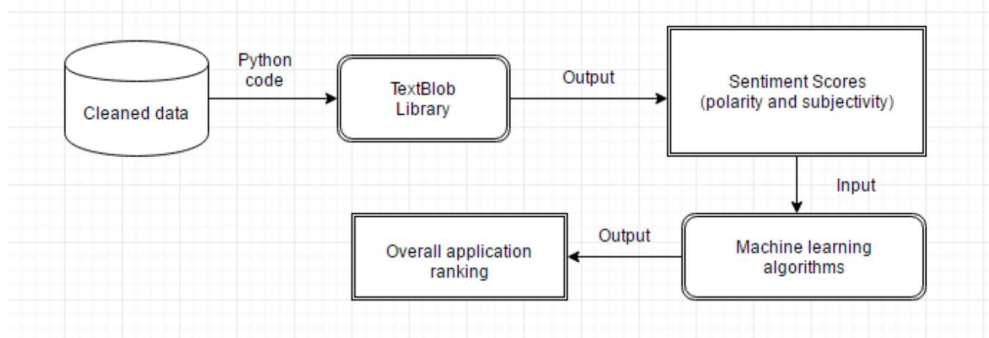 Cleaned data
Python
code
TextBlob
Library
Output
Sentiment Scores
(polarity and subjectivity)
Input
Machine learning
algorithms
Output
Overall application
ranking